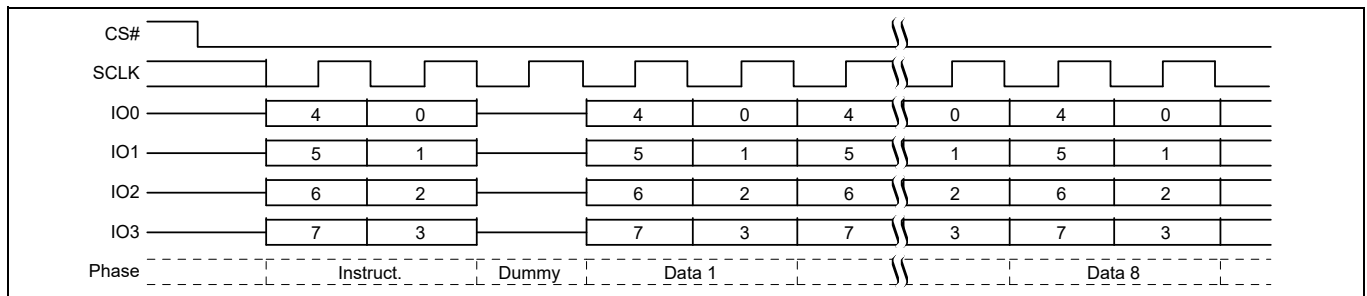 CS#
SCLK
IO0 4 0 4 0 4 0 4 0
IO1 5 1 5 1 5 1 5 1
IO2 6 2 6 2 6 2 6 2
IO3 7 3 7 3 7 3 7 3
Phase Instruct. Dummy Data 1 Data 8